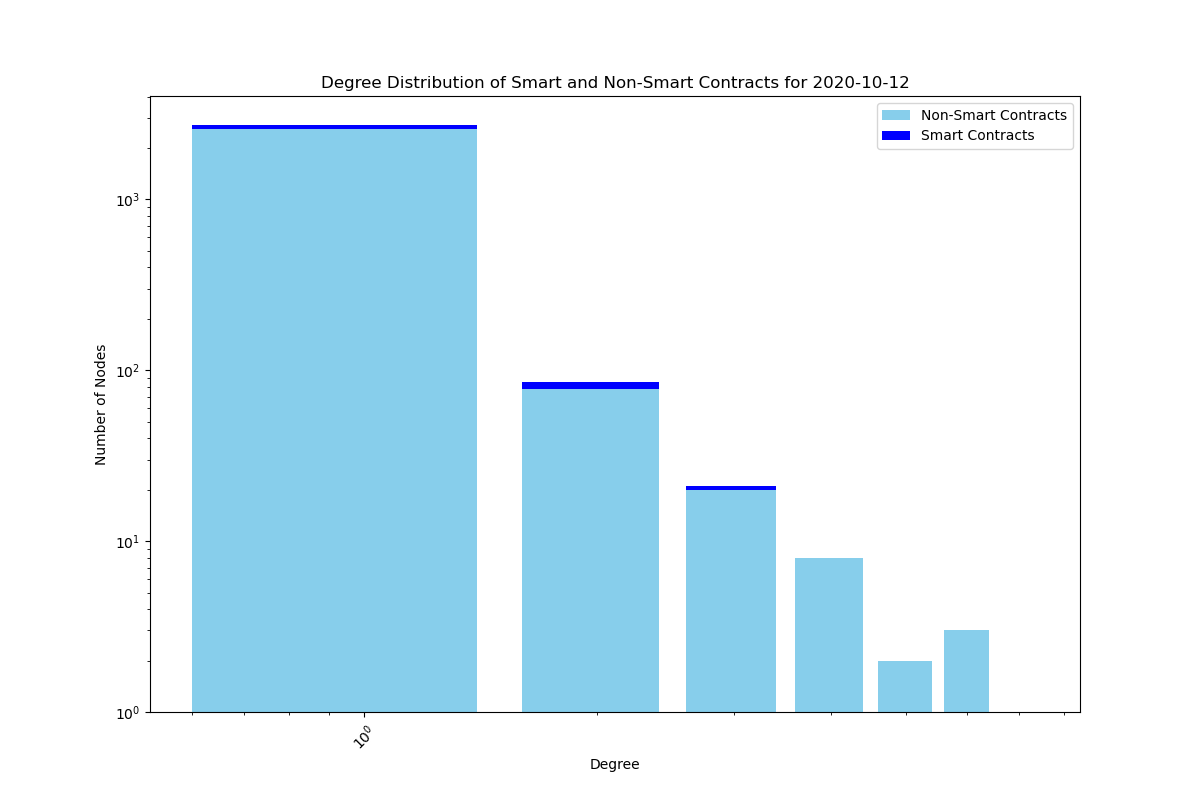 Degree Distribution of Smart and Non-Smart Contracts for 2020-10-12
Non-Smart Contracts
Smart Contracts
Number of Nodes
10³
10²
10¹
10⁰
10⁰
Degree